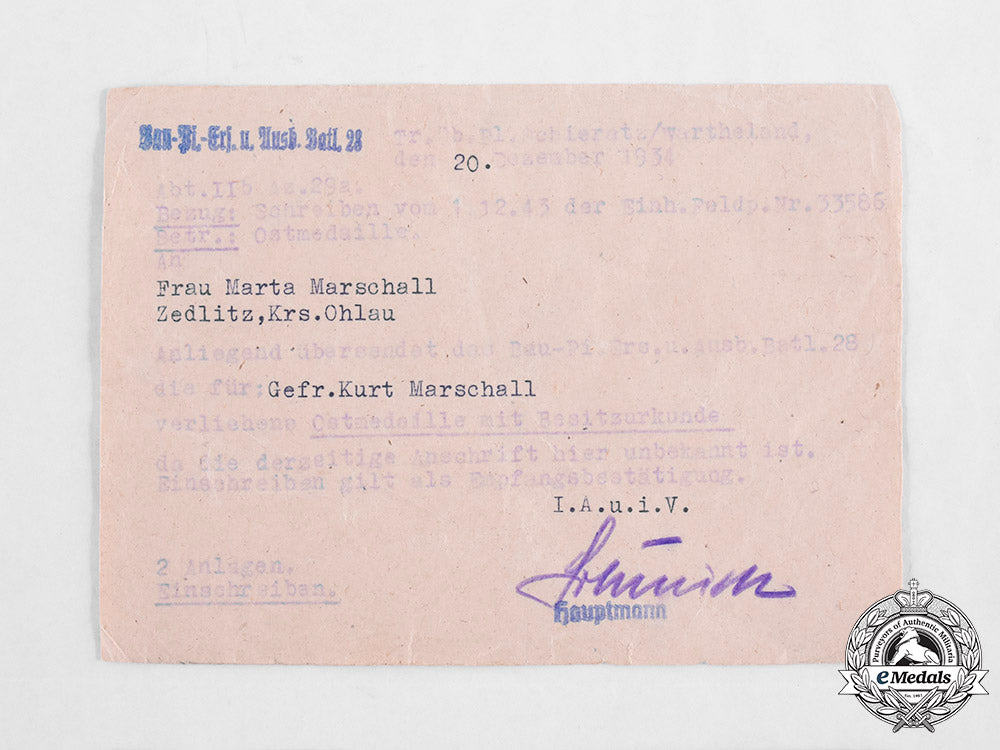 Bau-Pi.-Ers. u. Ausb. Batl. 28
Tr.Üb.Pl. Schieratz/Wartheland,
den 20. Dezember 1934
Abt.IIb Az.29a.
Bezug: Schreiben vom 1.12.43 der Einh.Feldp.Nr.33586
Betr.: Ostmedaille.
An
Frau Marta Marschall
Zedlitz,Krs.Ohlau
Anliegend übersendet das Bau-Pi.Ers.u.Ausb.Batl.28
die für: Gefr.Kurt Marschall
verliehene Ostmedaille mit Besitzurkunde
da die derzeitige Anschrift hier unbekannt ist.
Einschreiben gilt als Empfangsbestätigung.
I.A.u.i.V.
Hauptmann
2 Anlagen.
Einschreiben.
Purveyors of Authentic Militaria
eMedals